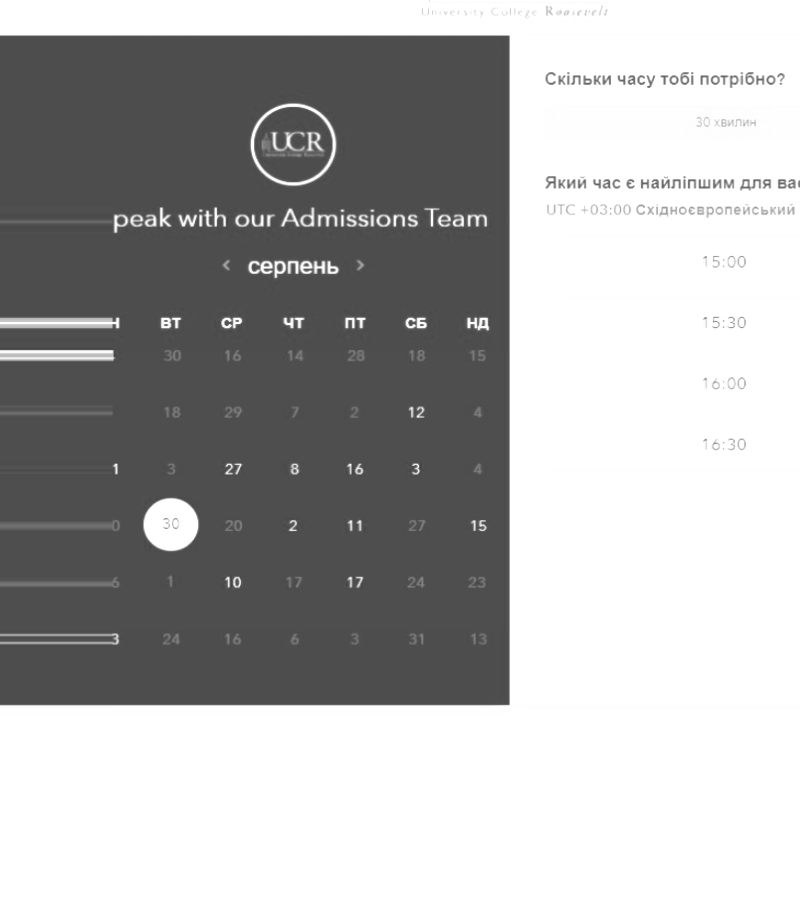 University College Roosevelt
UCR
peak with our Admissions Team
< серпень >
Н ВТ СР ЧТ ПТ СБ НД
30 16 14 28 18 15
18 29 7 2 12 4
1 3 27 8 16 3 4
0 30 20 2 11 27 15
6 1 10 17 17 24 23
3 24 16 6 3 31 13
Скільки часу тобі потрібно?
30 хвилин
Який час є найліпшим для вас
UTC +03:00 Східноєвропейський
15:00
15:30
16:00
16:30